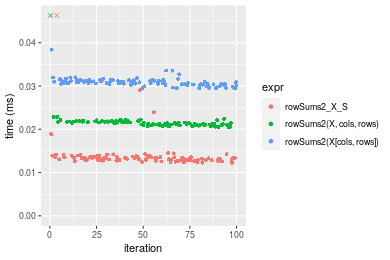 0.04
0.03
0.02
0.01
0.00
time (ms)
0
25
50
75
100
iteration
expr
rowSums2_X_S
rowSums2(X, cols, rows)
rowSums2(X[cols, rows])